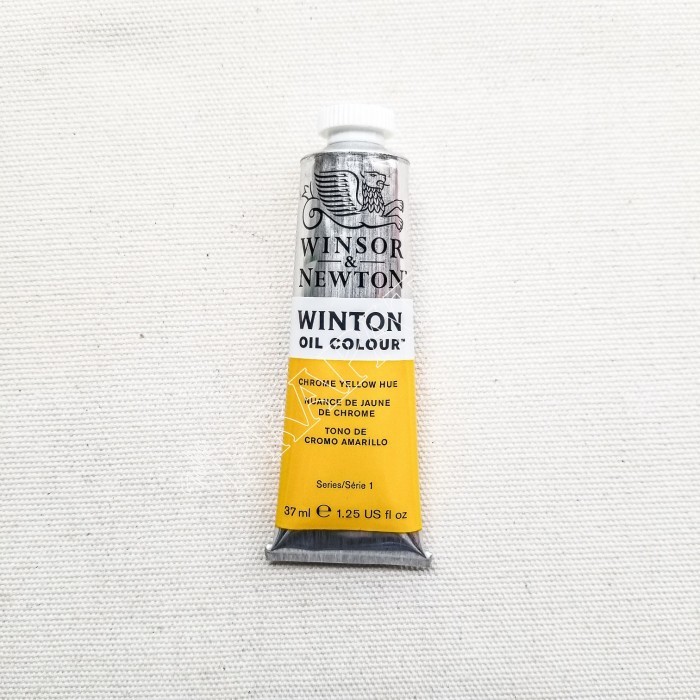 WINSOR
&
NEWTON
WINTON
OIL COLOUR™
CHROME YELLOW HUE
NUANCE DE JAUNE
DE CHROME
TONO DE
CROMO AMARILLO
Series/Série 1
37 ml ℮ 1.25 US fl oz